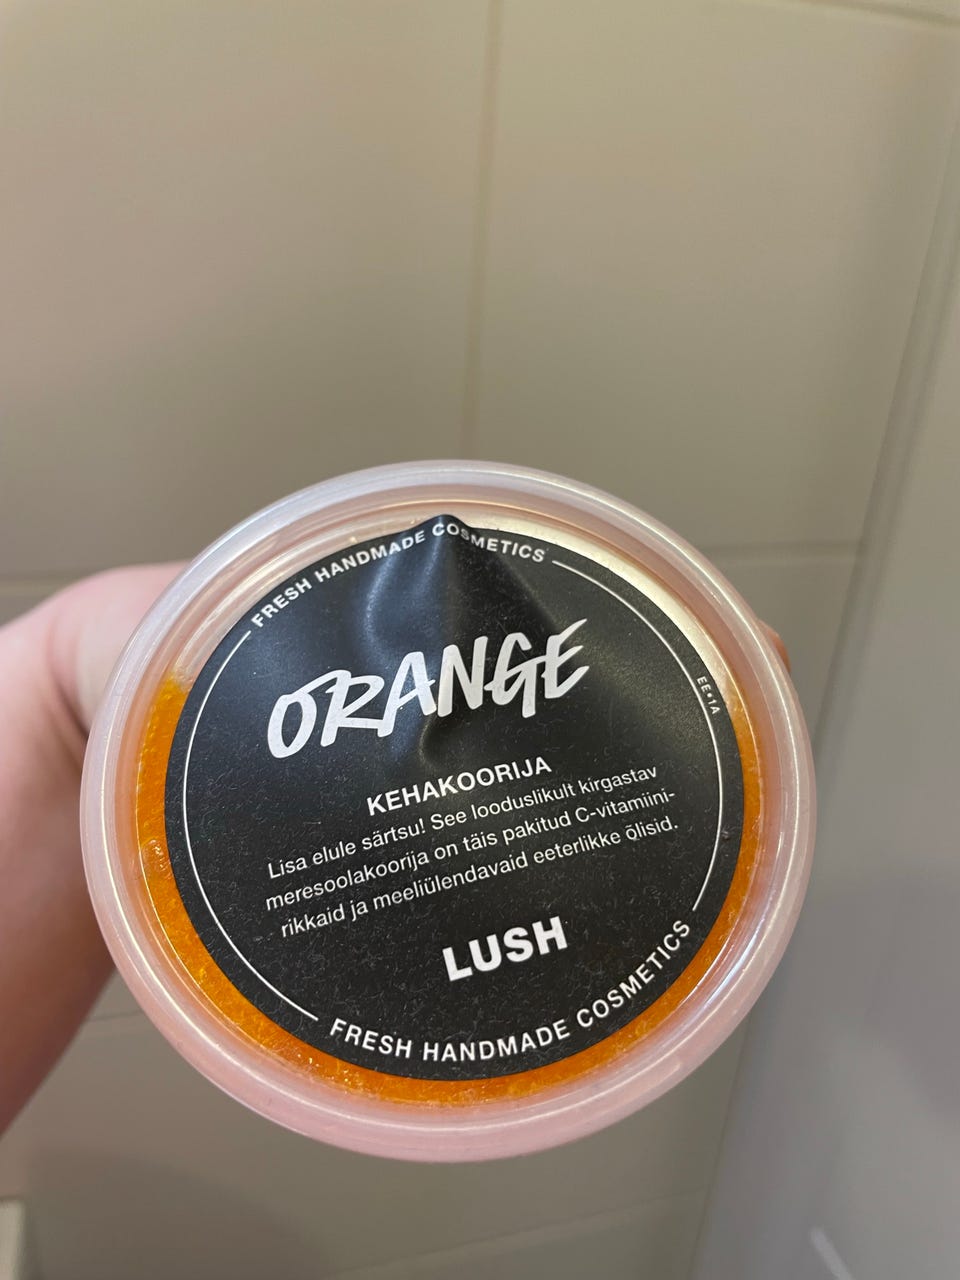 FRESH HANDMADE COSMETICS
ORANGE
EE•1A
KEHAKOORIJA
Lisa elule särtsu! See looduslikult kirgastav
meresoolakoorija on täis pakitud C-vitamiini-
rikkaid ja meeliülendavaid eeterlikke õlisid.
LUSH
FRESH HANDMADE COSMETICS